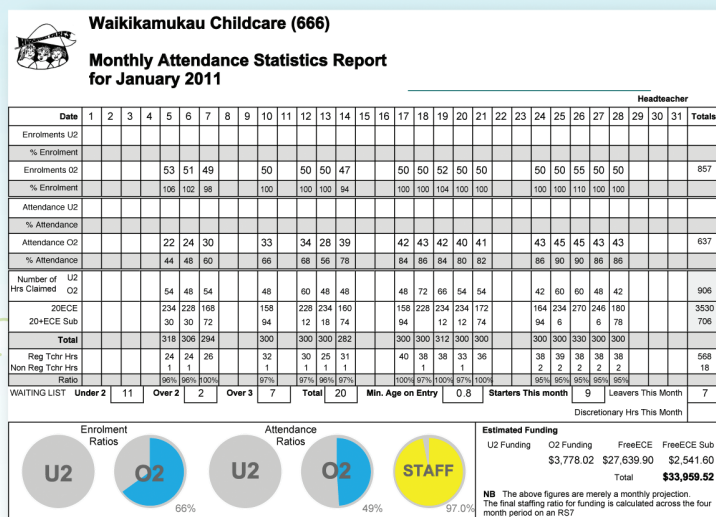 Waikikamukau Childcare (666)
Monthly Attendance Statistics Report
for January 2011
Headteacher
Date 1 2 3 4 5 6 7 8 9 10 11 12 13 14 15 16 17 18 19 20 21 22 23 24 25 26 27 28 29 30 31 Totals
Enrolments U2
% Enrolment
Enrolments 02 53 51 49 50 50 50 47 50 50 52 50 50 50 50 55 50 50 857
% Enrolment 106 102 98 100 100 100 94 100 100 104 100 100 100 100 110 100 100
Attendance U2
% Attendance
Attendance O2 22 24 30 33 34 28 39 42 43 42 40 41 43 45 45 43 43 637
% Attendance 44 48 60 66 68 56 78 84 86 84 80 82 86 90 90 86 86
Number of U2
Hrs Claimed O2 54 48 54 48 60 48 48 48 72 66 54 54 42 60 60 48 42 906
20ECE 234 228 168 158 228 234 160 158 228 234 234 172 164 234 270 246 180 3530
20+ECE Sub 30 30 72 94 12 18 74 94 12 12 74 94 6 6 78 706
Total 318 306 294 300 300 300 282 300 300 312 300 300 300 300 330 300 300
Reg Tchr Hrs 24 24 26 32 30 25 31 40 38 38 33 36 38 39 38 38 38 568
Non Reg Tchr Hrs 1 1 1 1 1 1 1 1 2 2 2 2 2 18
Ratio 96% 96% 100% 97% 97% 96% 97% 100% 97% 100% 97% 100% 95% 95% 95% 95% 95%
WAITING LIST Under 2 11 Over 2 2 Over 3 7 Total 20 Min. Age on Entry 0.8 Starters This month 9 Leavers This Month 7
Discretionary Hrs This Month
Enrolment
Ratios
U2 O2
66%
Attendance
Ratios
U2 O2
49%
STAFF
97.0%
Estimated Funding
U2 Funding O2 Funding FreeECE FreeECE Sub
$3,778.02 $27,639.90 $2,541.60
Total $33,959.52
NB The above figures are merely a monthly projection.
The final staffing ratio for funding is calculated across the four
month period on an RS7